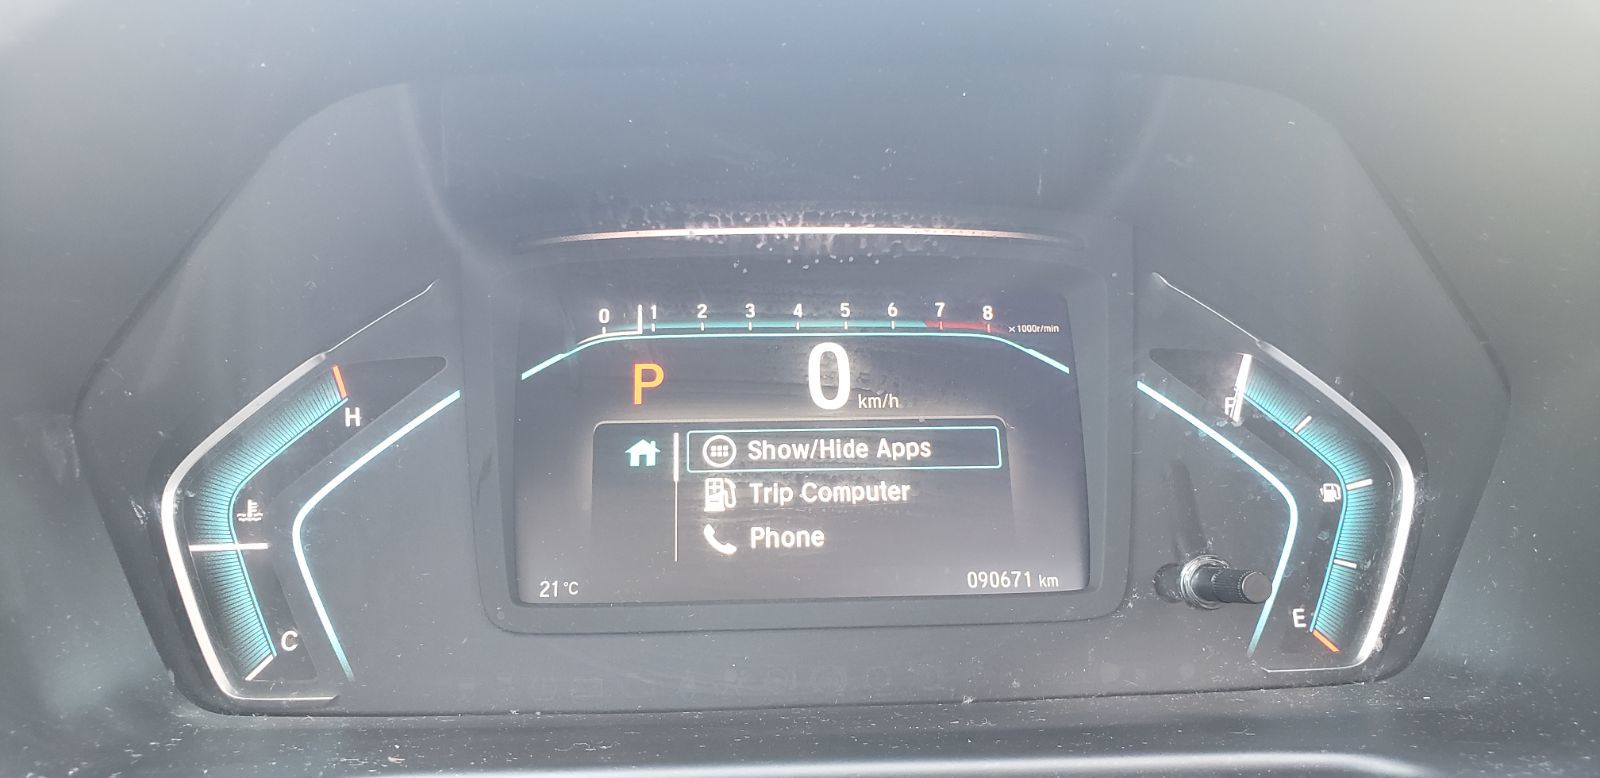 0 1 2 3 4 5 6 7 8 ×1000r/min
P 0 km/h
H
F
Show/Hide Apps
Trip Computer
Phone
21°C
090671 km
C
E